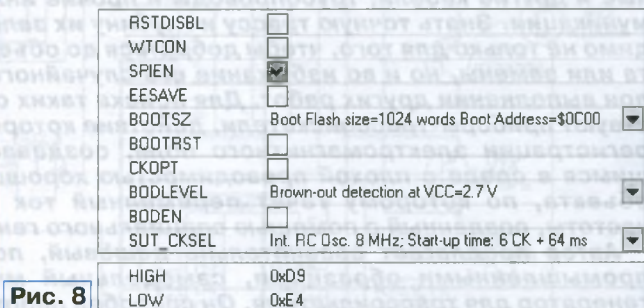 RSTDISBL
WTCON
SPIEN
EESAVE
BOOTSZ Boot Flash size=1024 words Boot Address=$0C00
BOOTRST
CKOPT
BODLEVEL Brown-out detection at VCC=2.7 V
BODEN
SUT_CKSEL Int. RC Osc. 8 MHz; Start-up time: 6 CK + 64 ms
HIGH 0xD9
LOW 0xE4
Рис. 8